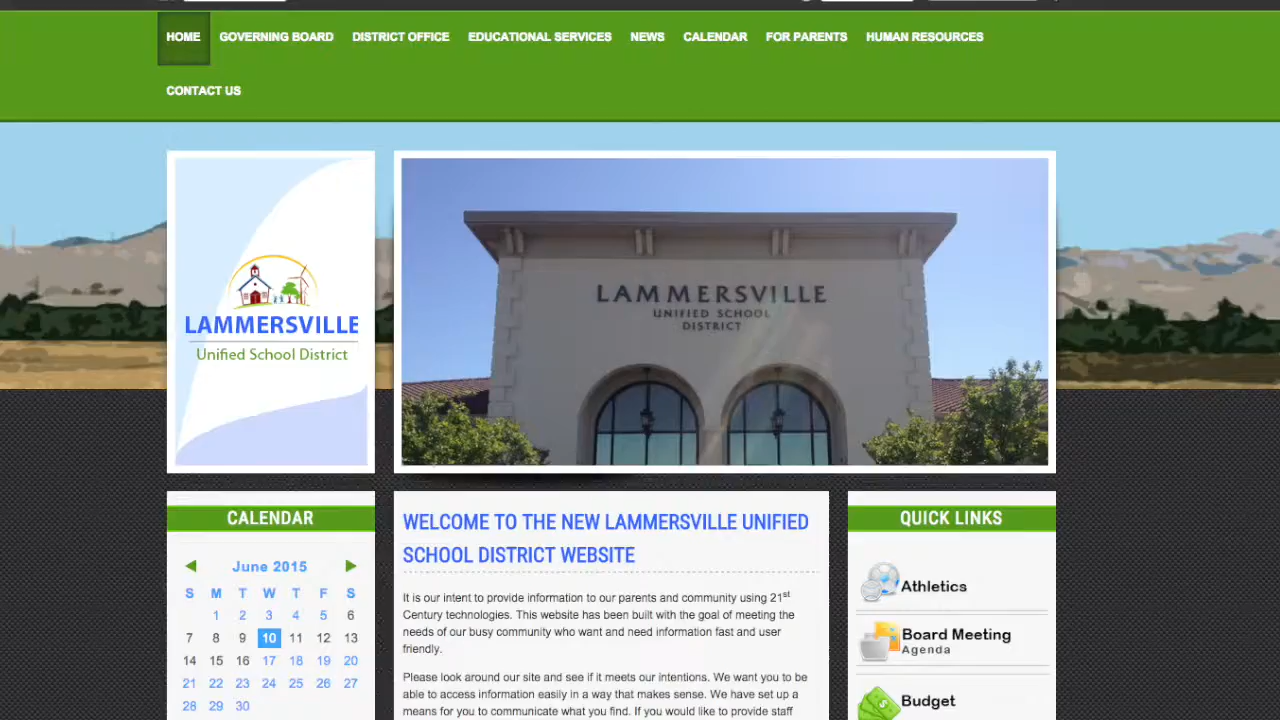 HOME GOVERNING BOARD DISTRICT OFFICE EDUCATIONAL SERVICES NEWS CALENDAR FOR PARENTS HUMAN RESOURCES
CONTACT US
LAMMERSVILLE
Unified School District
LAMMERSVILLE
UNIFIED SCHOOL
DISTRICT
CALENDAR
June 2015
S M T W T F S
1 2 3 4 5 6
7 8 9 10 11 12 13
14 15 16 17 18 19 20
21 22 23 24 25 26 27
28 29 30
WELCOME TO THE NEW LAMMERSVILLE UNIFIED
SCHOOL DISTRICT WEBSITE
It is our intent to provide information to our parents and community using 21st
Century technologies. This website has been built with the goal of meeting the
needs of our busy community who want and need information fast and user
friendly.
Please look around our site and see if it meets our intentions. We want you to be
able to access information easily in a way that makes sense. We have set up a
means for you to communicate what you find. If you would like to provide staff
QUICK LINKS
Athletics
Board Meeting
Agenda
Budget